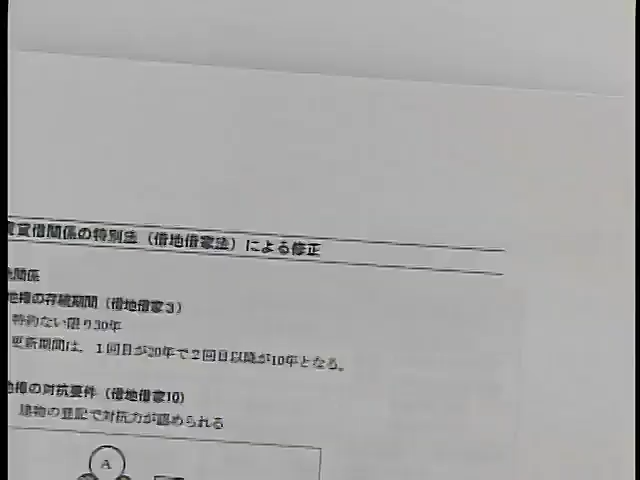 賃貸借関係の特別法（借地借家法）による修正
地関係
地権の存続期間（借地借家3）
特約ない限り30年
更新期間は、1回目が20年で2回目以降が10年となる。
地権の対抗要件（借地借家10）
建物の登記で対抗力が認められる
A